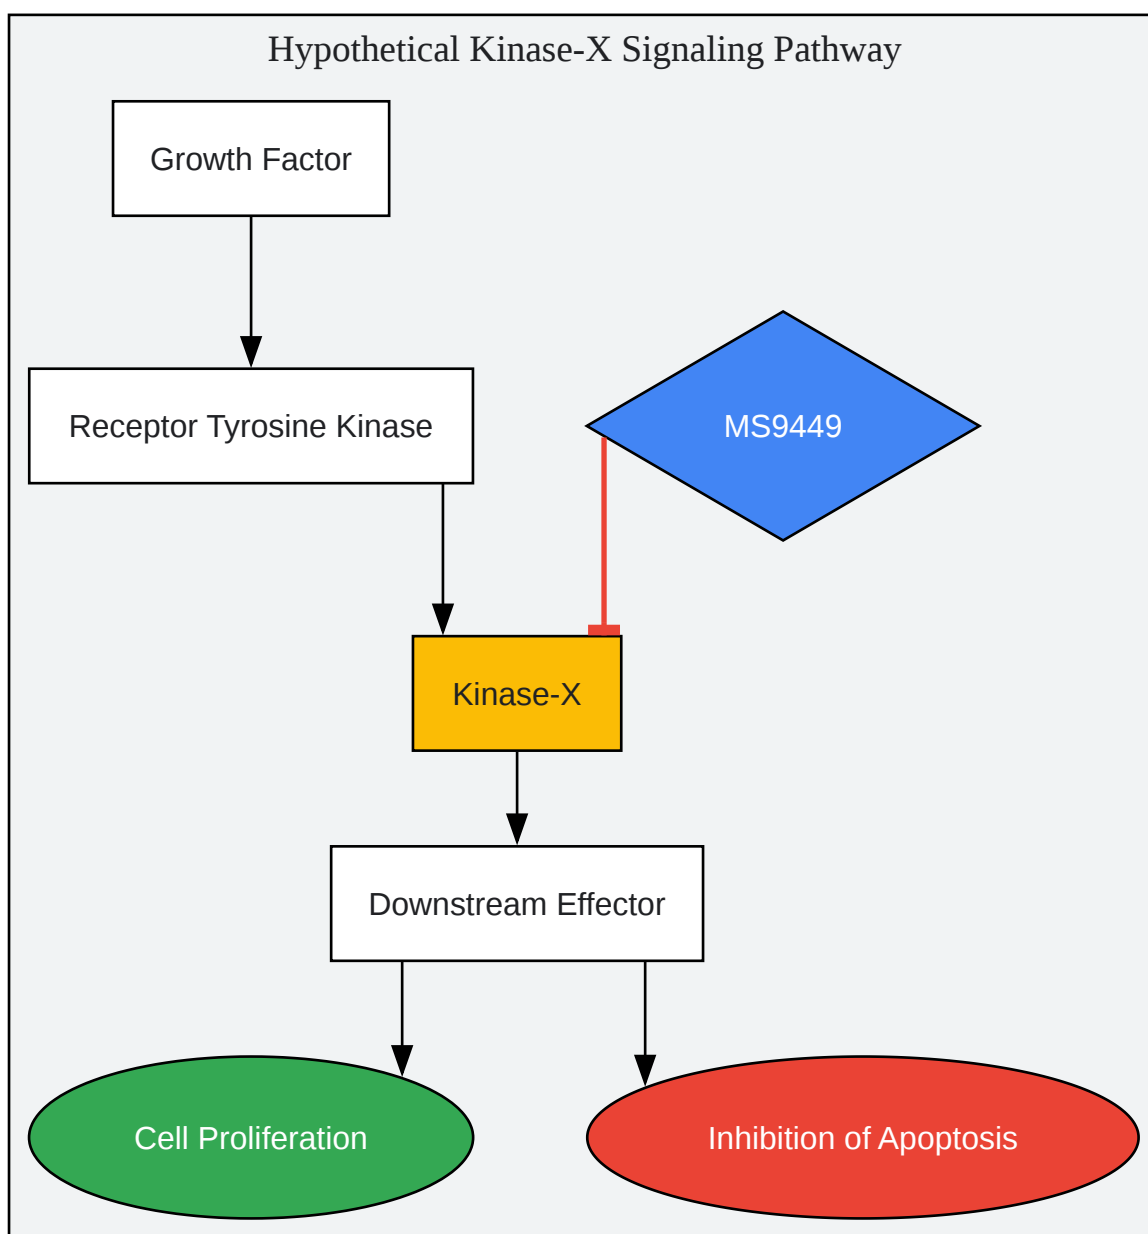 Hypothetical Kinase-X Signaling Pathway
Growth Factor
Receptor Tyrosine Kinase
MS9449
Kinase-X
Downstream Effector
Cell Proliferation
Inhibition of Apoptosis